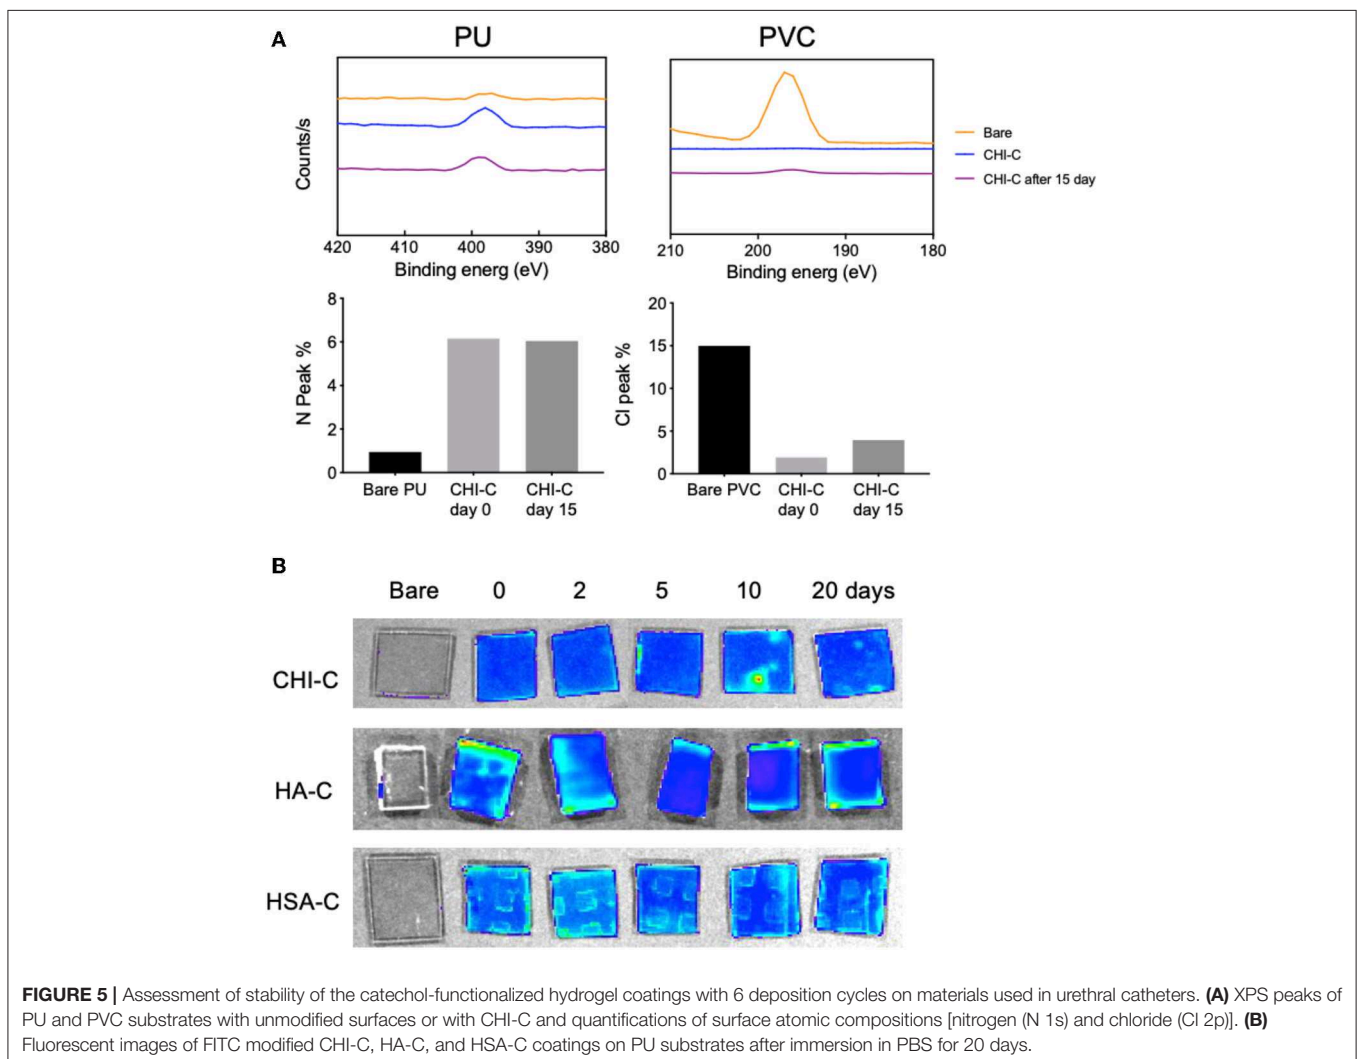 A
PU
PVC
Counts/s
420 410 400 390 380
Binding energ (eV)
210 200 190 180
Binding energ (eV)
Bare
CHI-C
CHI-C after 15 day
N Peak %
8
6
4
2
0
Bare PU
CHI-C
day 0
CHI-C
day 15
Cl peak %
20
15
10
5
0
Bare PVC
CHI-C
day 0
CHI-C
day 15
B
Bare 0 2 5 10 20 days
CHI-C
HA-C
HSA-C
FIGURE 5 | Assessment of stability of the catechol-functionalized hydrogel coatings with 6 deposition cycles on materials used in urethral catheters. (A) XPS peaks of
PU and PVC substrates with unmodified surfaces or with CHI-C and quantifications of surface atomic compositions [nitrogen (N 1s) and chloride (Cl 2p)]. (B)
Fluorescent images of FITC modified CHI-C, HA-C, and HSA-C coatings on PU substrates after immersion in PBS for 20 days.